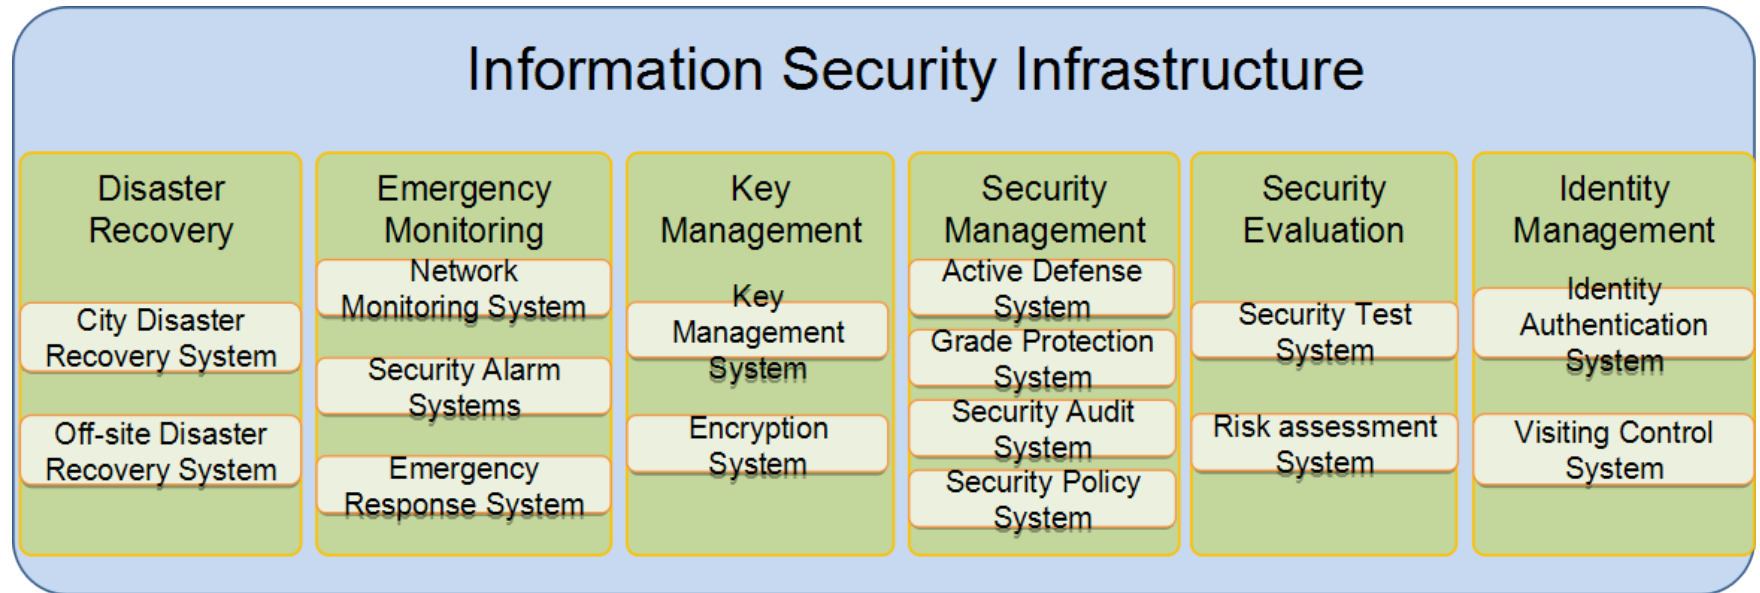 Information Security Infrastructure
Disaster
Recovery
City Disaster
Recovery System
Off-site Disaster
Recovery System
Emergency
Monitoring
Network
Monitoring System
Security Alarm
Systems
Emergency
Response System
Key
Management
Key
Management
System
Encryption
System
Security
Management
Active Defense
System
Grade Protection
System
Security Audit
System
Security Policy
System
Security
Evaluation
Security Test
System
Risk assessment
System
Identity
Management
Identity
Authentication
System
Visiting Control
System